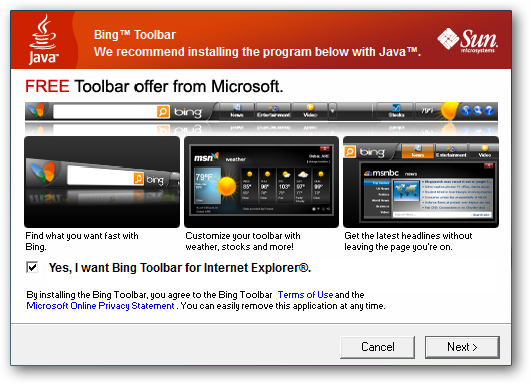 Bing™ Toolbar
We recommend installing the program below with Java™.
Java™
Sun
microsystems
FREE Toolbar offer from Microsoft.
bing
News
Entertainment
Video
Stocks
79°F
bing
msn
weather
79°F
85°
90°
103°
97°
99°
bing
News
Entertainment
Video
msnbc
Find what you want fast with
Bing.
Customize your toolbar with
weather, stocks and more!
Get the latest headlines without
leaving the page you're on.
Yes, I want Bing Toolbar for Internet Explorer®.
By installing the Bing Toolbar, you agree to the Bing Toolbar Terms of Use and the
Microsoft Online Privacy Statement. You can easily remove this application at any time.
Cancel
Next >